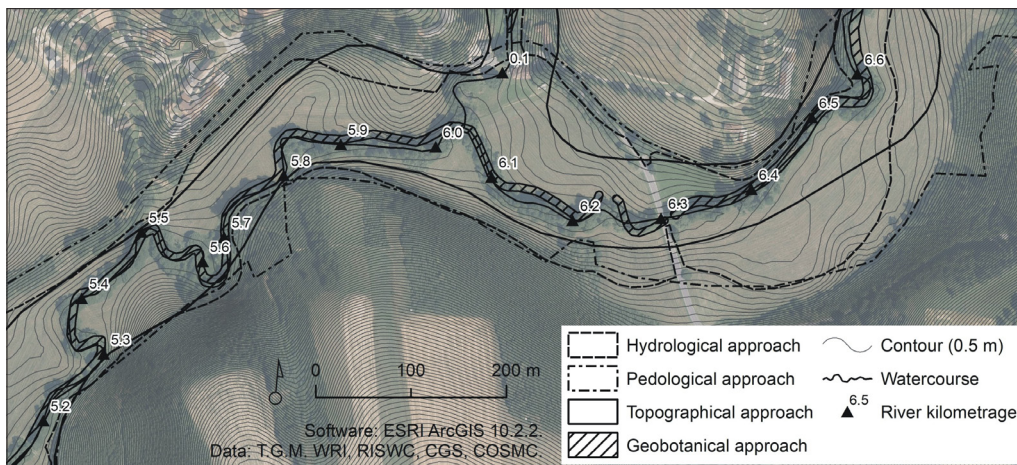 0.1
6.6
6.5
5.9
6.0
6.1
5.8
6.4
6.2
6.3
5.7
5.5
5.6
5.4
5.3
5.2
0
100
200 m
Software: ESRI ArcGIS 10.2.2.
Data: T.G.M. WRI, RISWC, CGS, COSMC.
Hydrological approach
Pedological approach
Topographical approach
Geobotanical approach
Contour (0.5 m)
Watercourse
6.5
River kilometrage